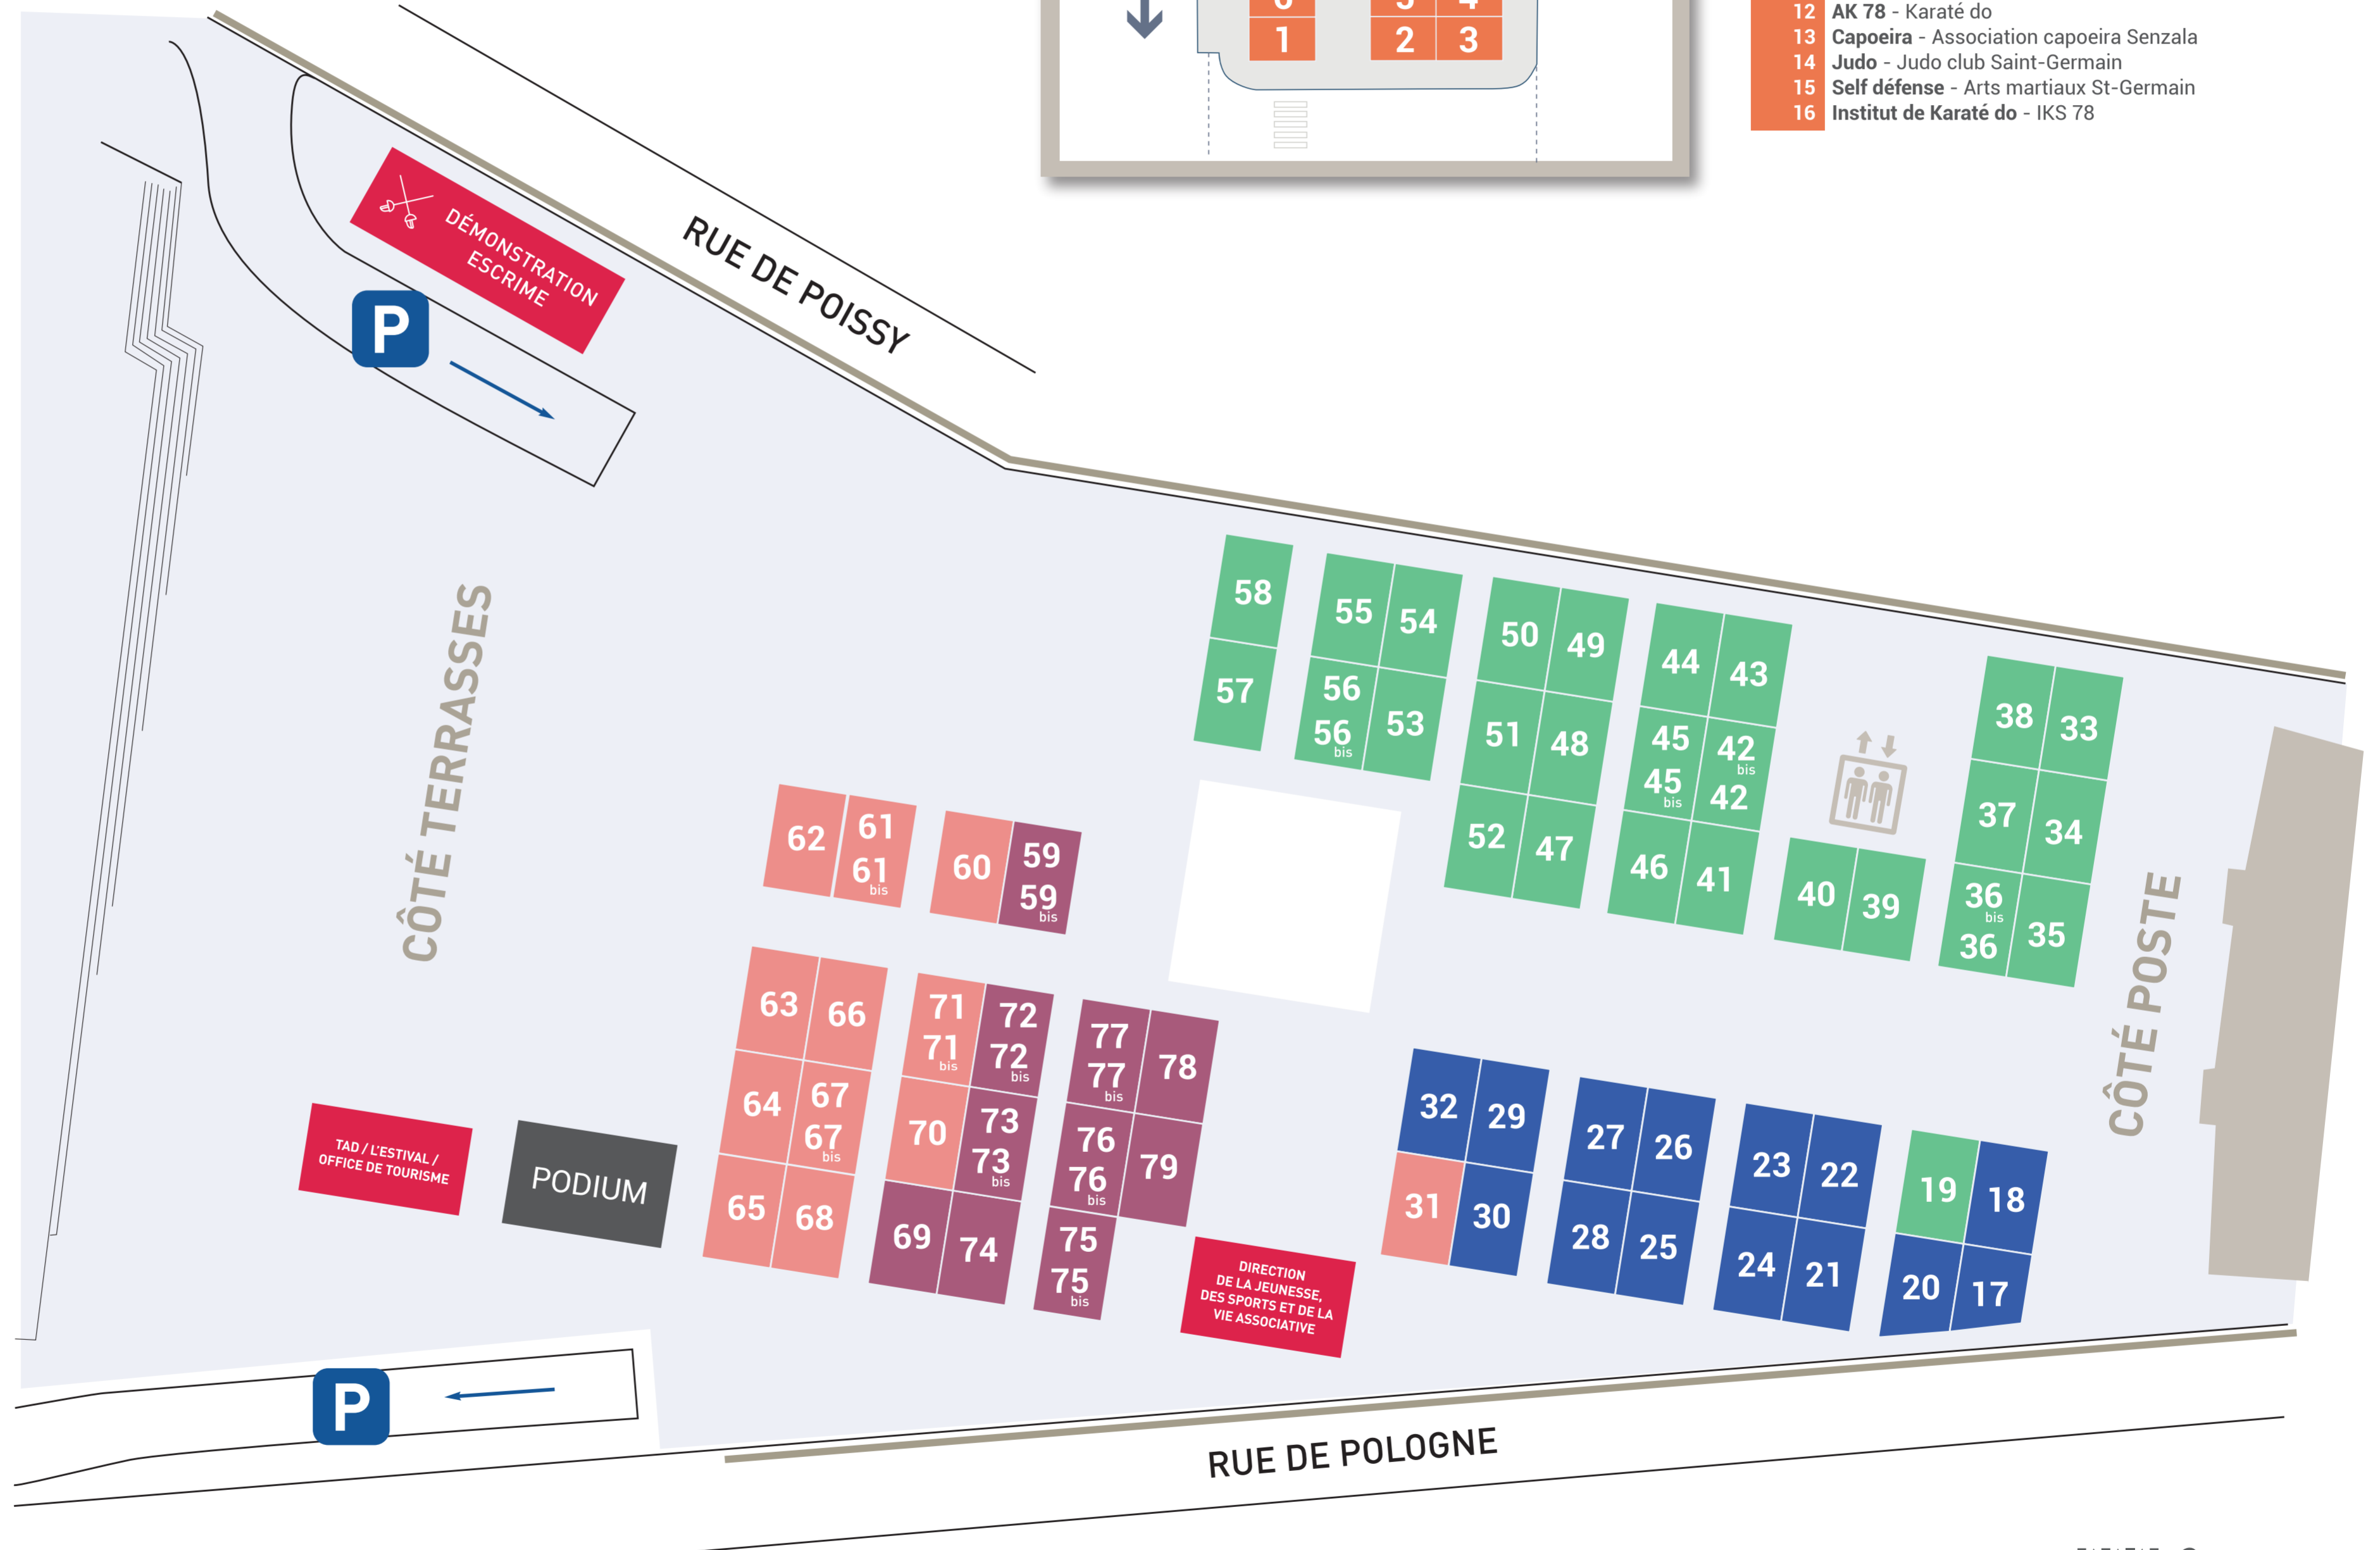 12 AK 78 - Karaté do
13 Capoeira - Association capoeira Senzala
14 Judo - Judo club Saint-Germain
15 Self défense - Arts martiaux St-Germain
16 Institut de Karaté do - IKS 78
1
2 3
DÉMONSTRATION
ESCRIME
P
RUE DE POISSY
CÔTÉ TERRASSES
58
57
55 54
56
56 bis
53
50 49
51 48
52 47
44 43
45
45 bis
42 bis
42
46 41
40 39
38 33
37 34
36 bis
36
35
CÔTÉ POSTE
62
61
61 bis
60
59
59 bis
63 66
64
67
67 bis
65 68
71
71 bis
72
72 bis
70
73
73 bis
69 74
77
77 bis
78
76
76 bis
79
75
75 bis
32 29
31 30
27 26
28 25
23 22
24 21
19 18
20 17
TAD / L'ESTIVAL /
OFFICE DE TOURISME
PODIUM
DIRECTION
DE LA JEUNESSE,
DES SPORTS ET DE LA
VIE ASSOCIATIVE
P
RUE DE POLOGNE